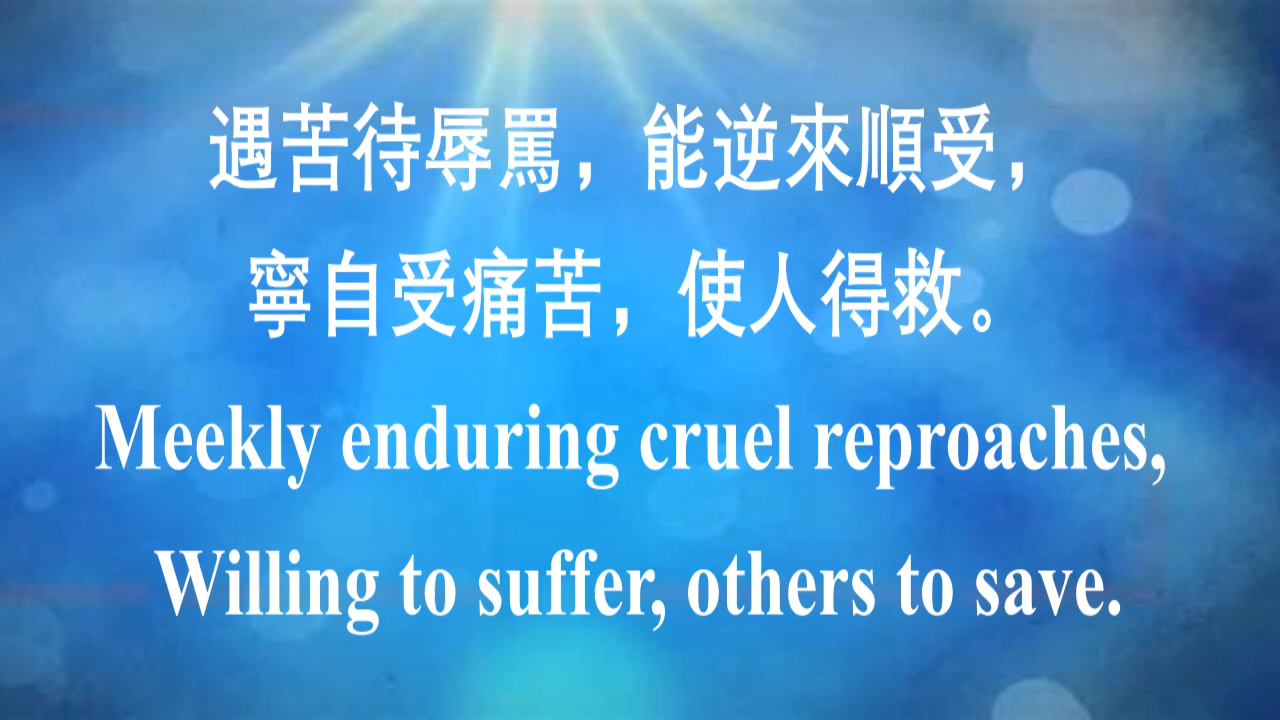 遇苦待辱罵，能逆來順受，
寧自受痛苦，使人得救。
Meekly enduring cruel reproaches,
Willing to suffer, others to save.